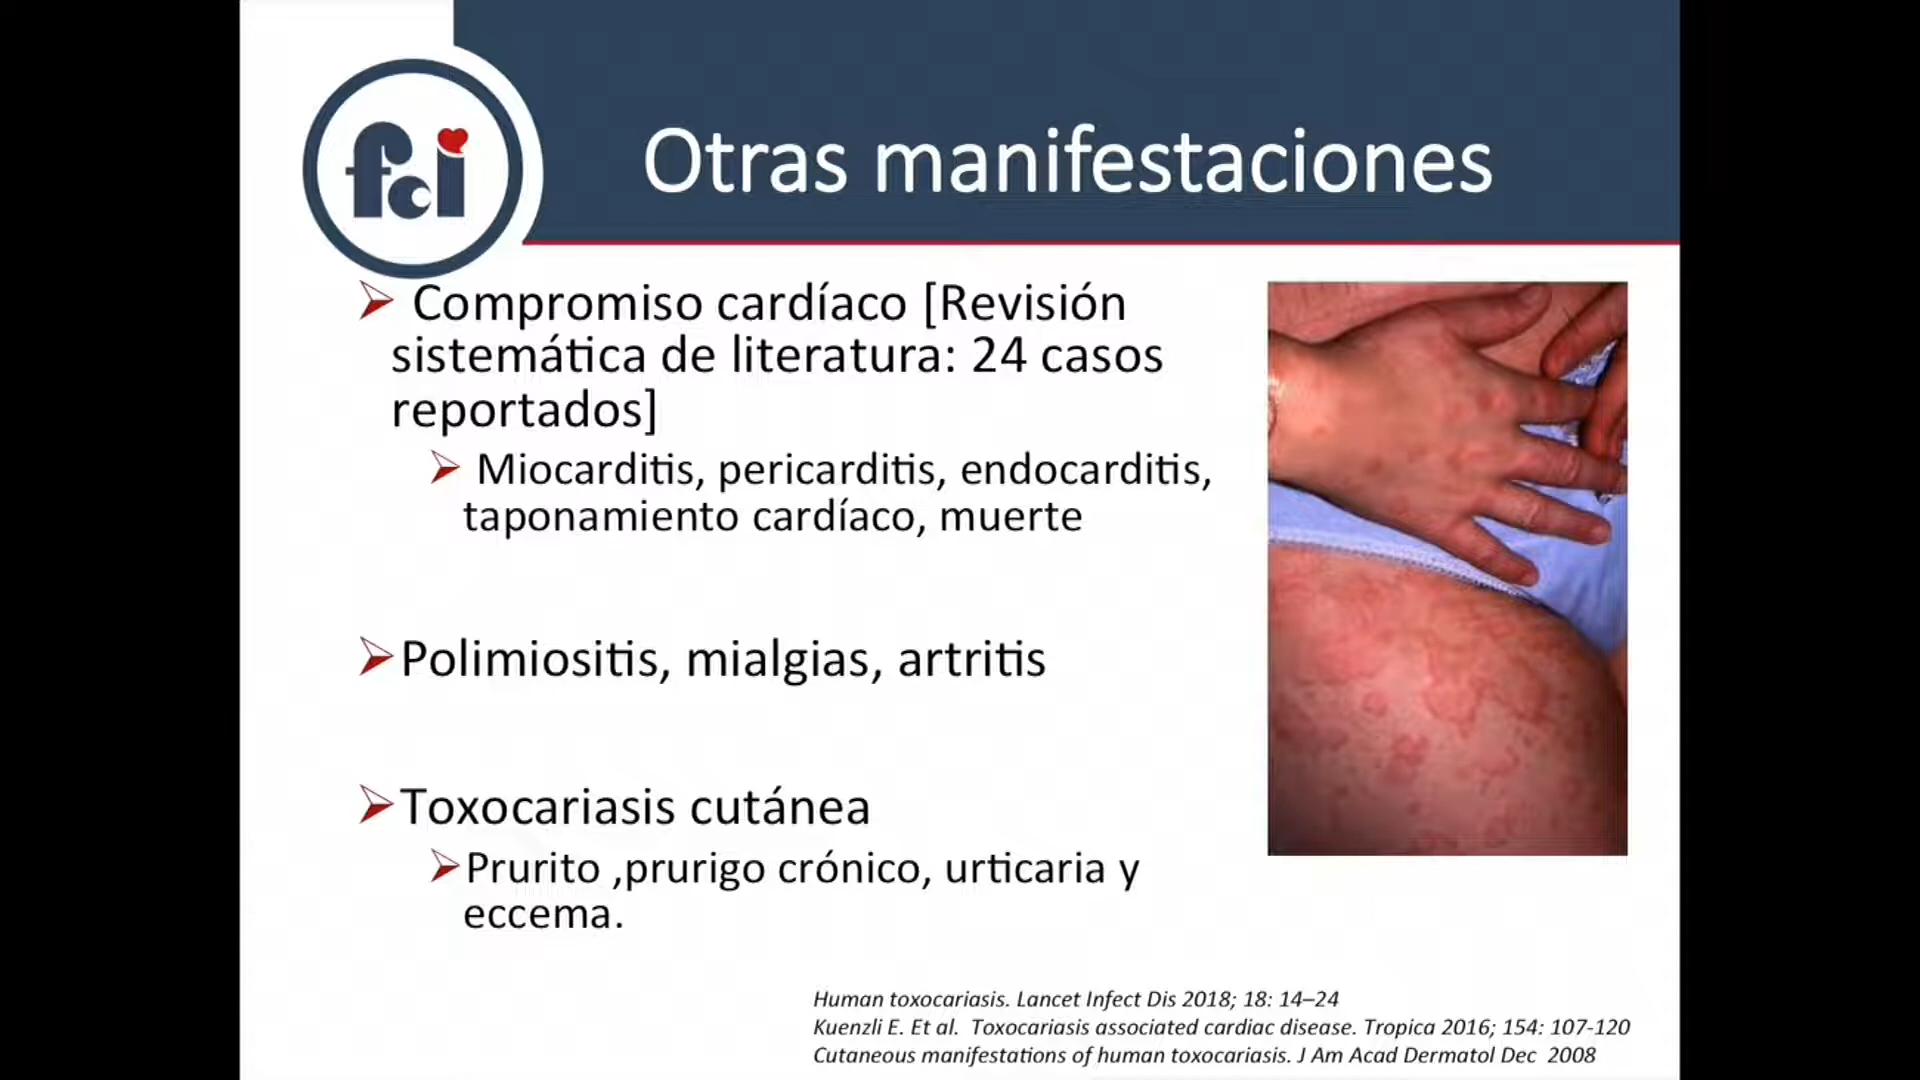 fci
Otras manifestaciones
Compromiso cardíaco [Revisión
sistemática de literatura: 24 casos
reportados]
Miocarditis, pericarditis, endocarditis,
taponamiento cardíaco, muerte
Polimiositis, mialgias, artritis
Toxocariasis cutánea
Prurito ,prurigo crónico, urticaria y
eccema.
Human toxocariasis. Lancet Infect Dis 2018; 18: 14–24
Kuenzli E. Et al. Toxocariasis associated cardiac disease. Tropica 2016; 154: 107-120
Cutaneous manifestations of human toxocariasis. J Am Acad Dermatol Dec 2008